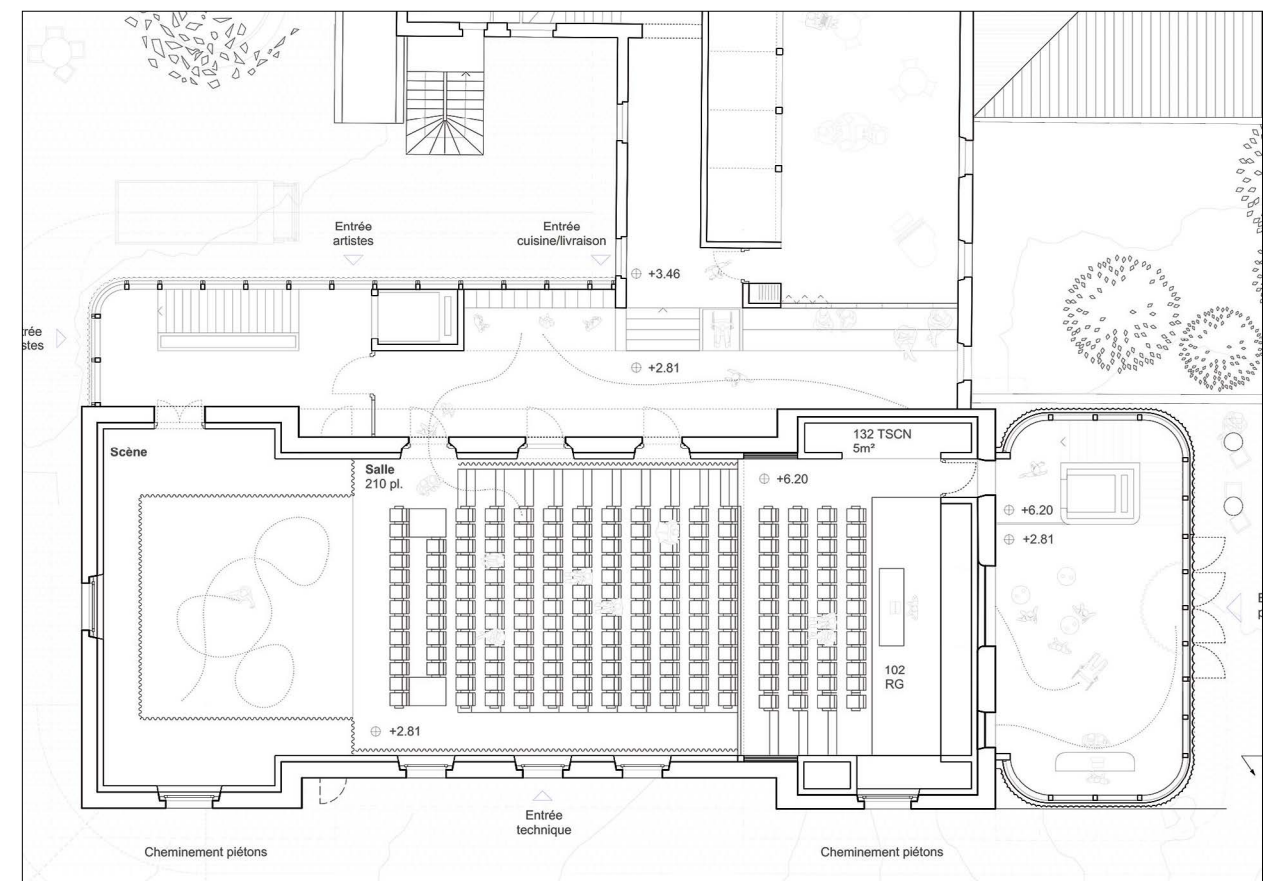 Entrée
artistes
Entrée
cuisine/livraison
+3.46
+2.81
Scène
Salle
210 pl.
132 TSCN
5m²
+6.20
+6.20
+2.81
102
RG
+2.81
Entrée
technique
Cheminement piétons
Cheminement piétons